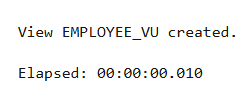 View EMPLOYEE_VU created.
Elapsed: 00:00:00.010